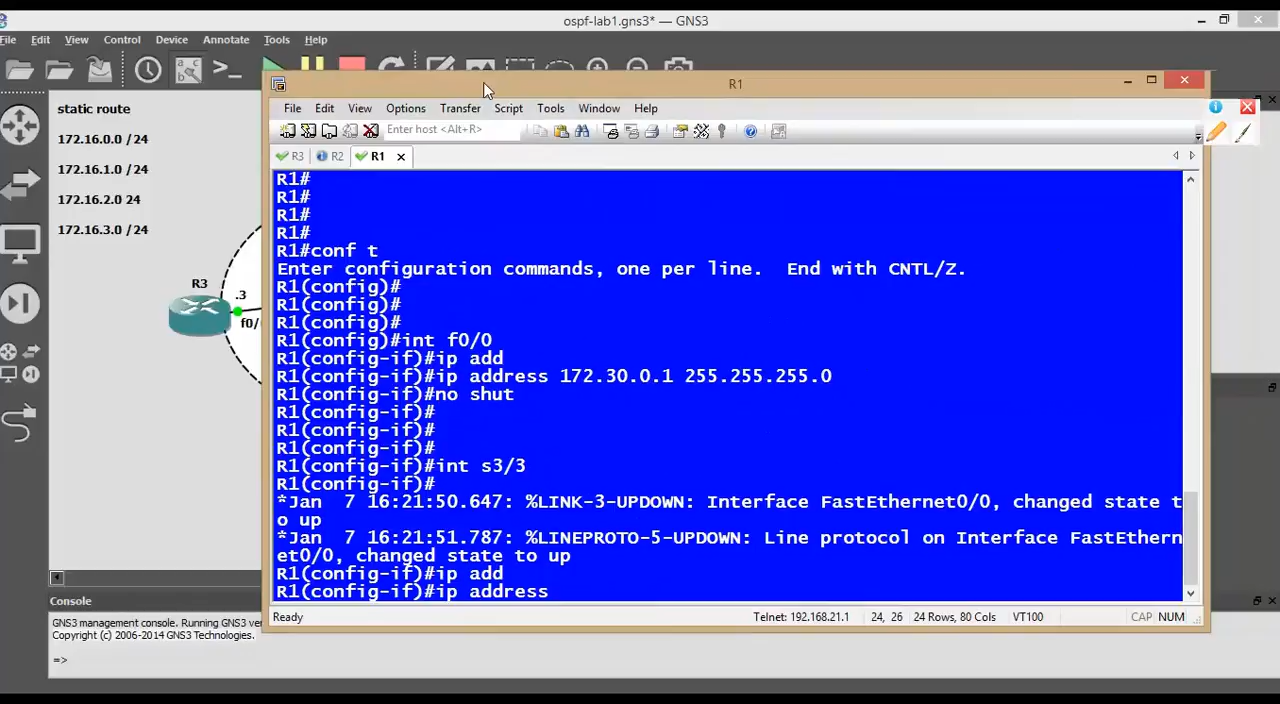 ospf-lab1.gns3* — GNS3
File Edit View Control Device Annotate Tools Help
R1
File Edit View Options Transfer Script Tools Window Help
Enter host <Alt+R>
R3 R2 R1
static route
172.16.0.0 /24
172.16.1.0 /24
172.16.2.0 24
172.16.3.0 /24
R3
.3
f0/
R1#
R1#
R1#
R1#
R1#conf t
Enter configuration commands, one per line.  End with CNTL/Z.
R1(config)#
R1(config)#
R1(config)#
R1(config)#int f0/0
R1(config-if)#ip add
R1(config-if)#ip address 172.30.0.1 255.255.255.0
R1(config-if)#no shut
R1(config-if)#
R1(config-if)#
R1(config-if)#
R1(config-if)#int s3/3
R1(config-if)#
*Jan  7 16:21:50.647: %LINK-3-UPDOWN: Interface FastEthernet0/0, changed state t
o up
*Jan  7 16:21:51.787: %LINEPROTO-5-UPDOWN: Line protocol on Interface FastEthern
et0/0, changed state to up
R1(config-if)#ip add
R1(config-if)#ip address
Ready Telnet: 192.168.21.1 24, 26 24 Rows, 80 Cols VT100 CAP NUM
Console
GNS3 management console. Running GNS3 ver
Copyright (c) 2006-2014 GNS3 Technologies.
=>